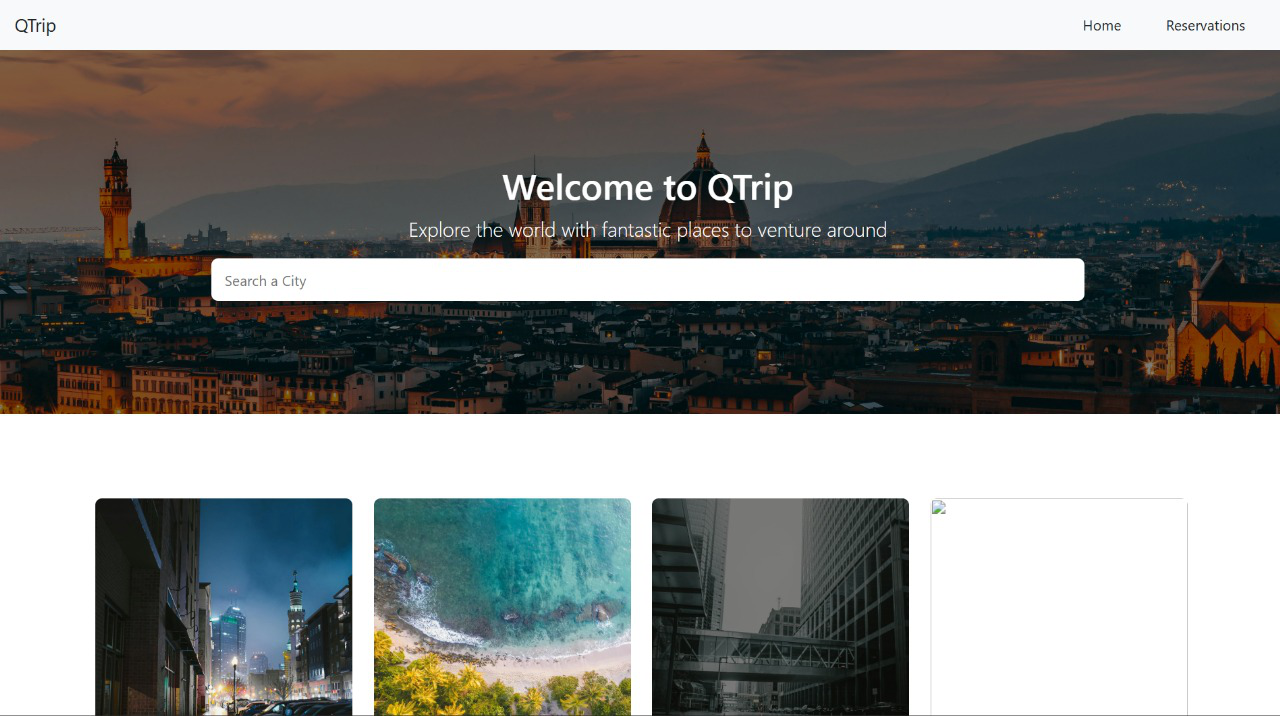 QTrip
Home
Reservations
Welcome to QTrip
Explore the world with fantastic places to venture around
Search a City